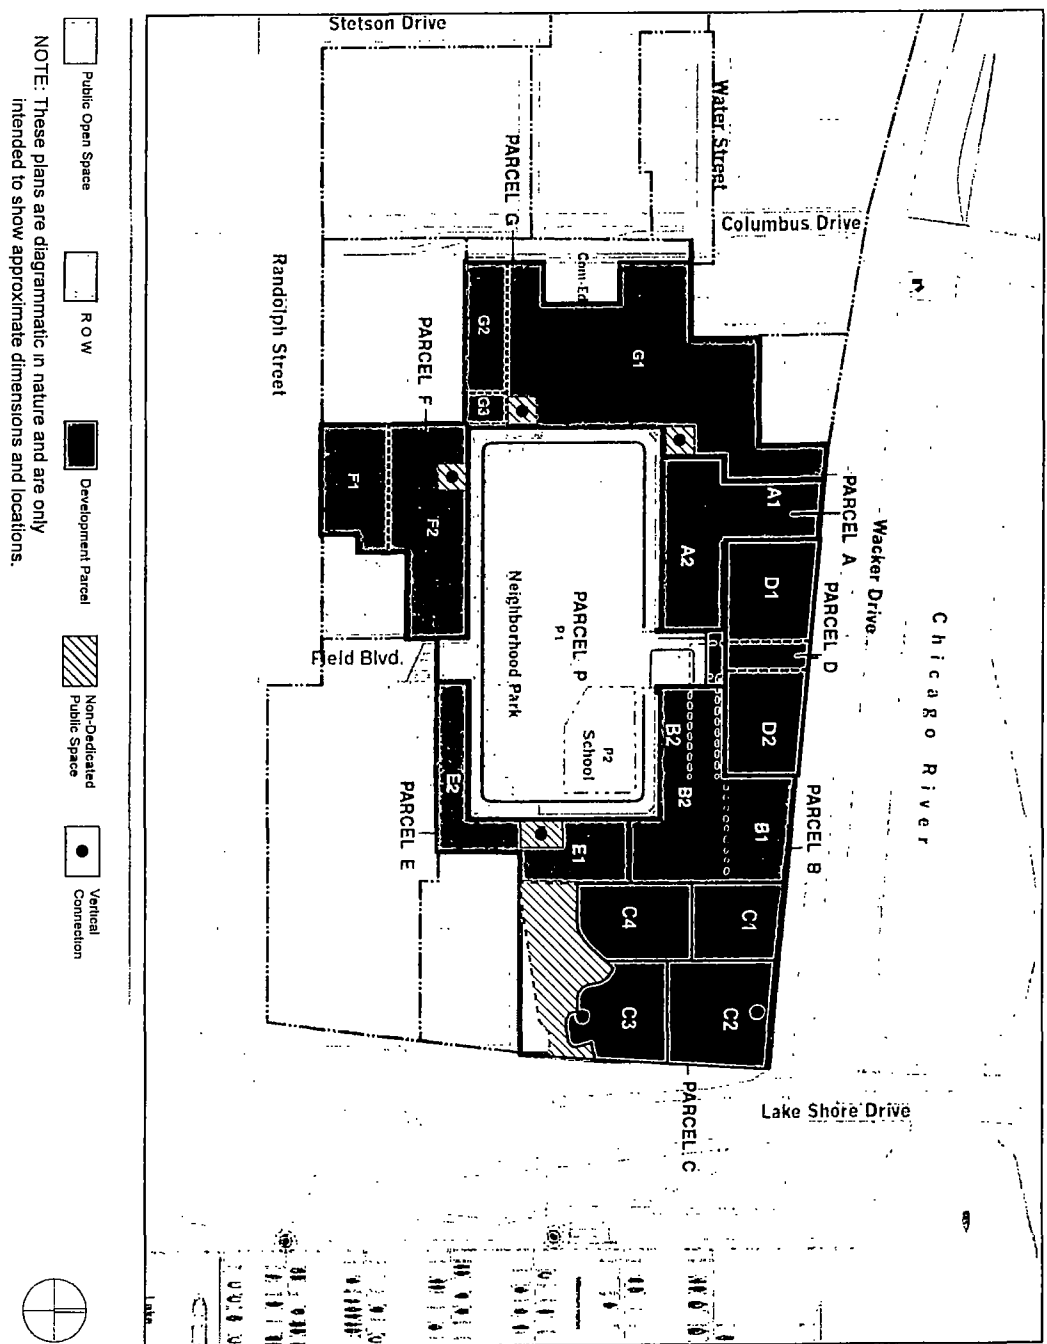 Stetson Drive
Water Street
Columbus Drive
PARCEL G
Com-Ed
Randolph Street
G2
G1
G3
PARCEL F
F1
F2
PARCEL A
A1
A2
Wacker Drive
D1
PARCEL D
D2
Chicago River
PARCEL P
P1
Neighborhood Park
P2
School
Field Blvd.
B2
B2
B1
PARCEL B
E2
PARCEL E
E1
C4
C1
C3
C2
PARCEL C
Lake Shore Drive
Lake
Public Open Space
R O W
Development Parcel
Non-Dedicated
Public Space
Vertical
Connection
NOTE: These plans are diagrammatic in nature and are only
intended to show approximate dimensions and locations.